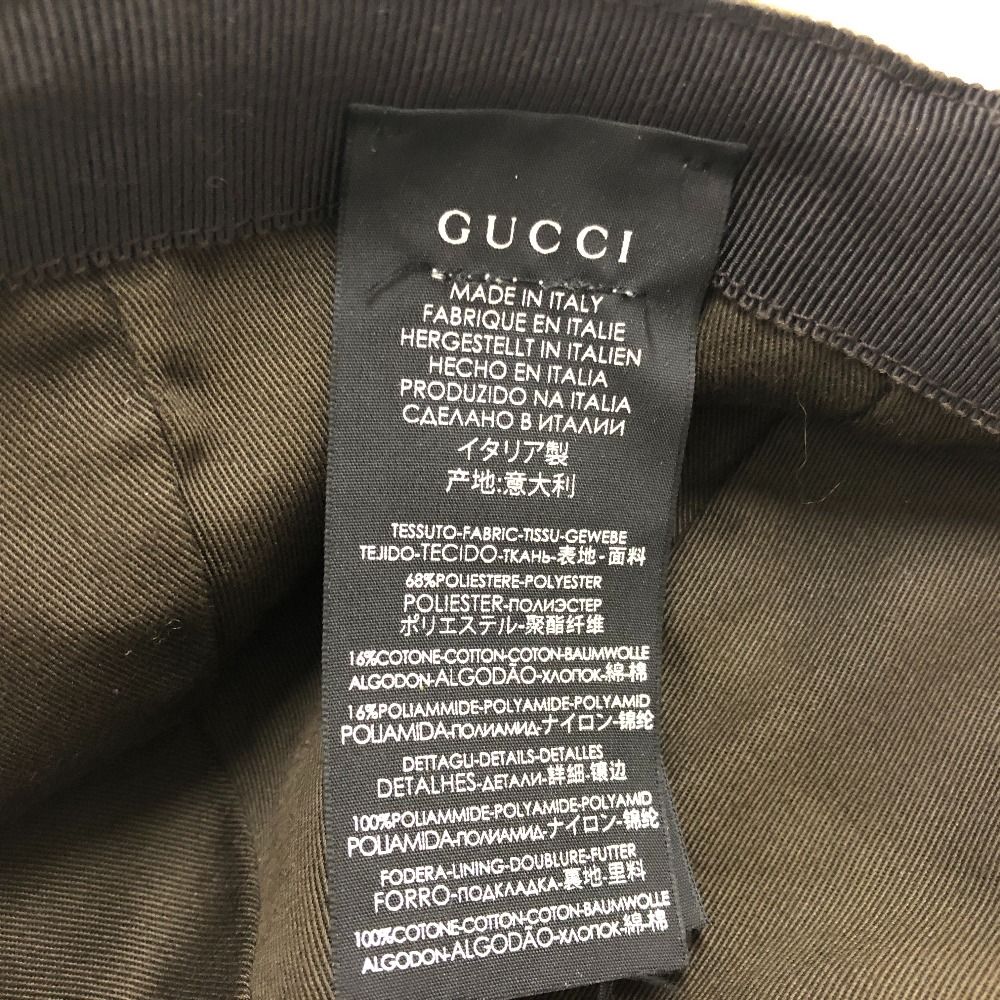 GUCCI
MADE IN ITALY
FABRIQUE EN ITALIE
HERGESTELLT IN ITALIEN
HECHO EN ITALIA
PRODUZIDO NA ITALIA
СДЕЛАНО В ИТАЛИИ
イタリア製
产地:意大利
TESSUTO-FABRIC-TISSU-GEWEBE
TEJIDO-TECIDO-ТКАНЬ-表地-面料
68%POLIESTERE-POLYESTER
POLIESTER-ПОЛИЭСТЕР
ポリエステル-聚酯纤维
16%COTONE-COTTON-COTON-BAUMWOLLE
ALGODON-ALGODÃO-ХЛОПОК-綿-棉
16%POLIAMMIDE-POLYAMIDE-POLYAMID
POLIAMIDA-ПОЛИАМИД-ナイロン-锦纶
DETTAGLI-DETAILS-DETALLES
DETALHES-ДЕТАЛИ-詳細-镶边
100%POLIAMMIDE-POLYAMIDE-POLYAMID
POLIAMIDA-ПОЛИАМИД-ナイロン-锦纶
FODERA-LINING-DOUBLURE-FUTTER
FORRO-ПОДКЛАДКА-裏地-里料
100%COTONE-COTTON-COTON-BAUMWOLLE
ALGODON-ALGODÃO-ХЛОПОК-綿-棉